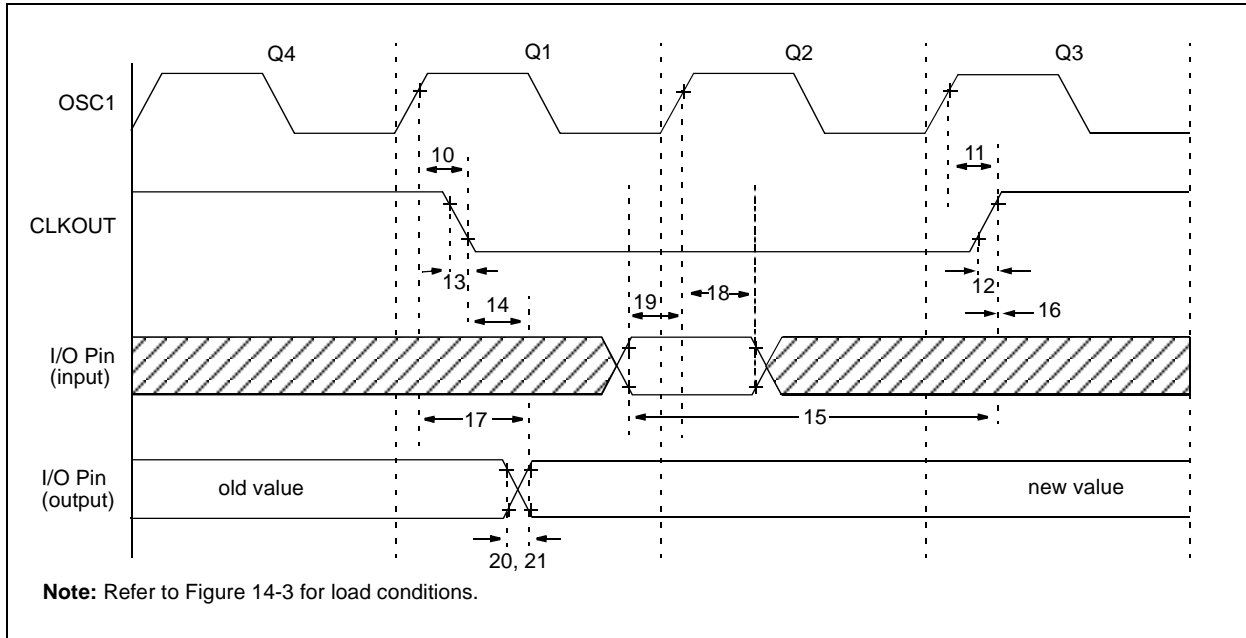 Q4 Q1 Q2 Q3
OSC1
10 11
CLKOUT
13 12
19 18
14 16
I/O Pin
(input)
17 15
I/O Pin
(output)
old value new value
20, 21
Note: Refer to Figure 14-3 for load conditions.